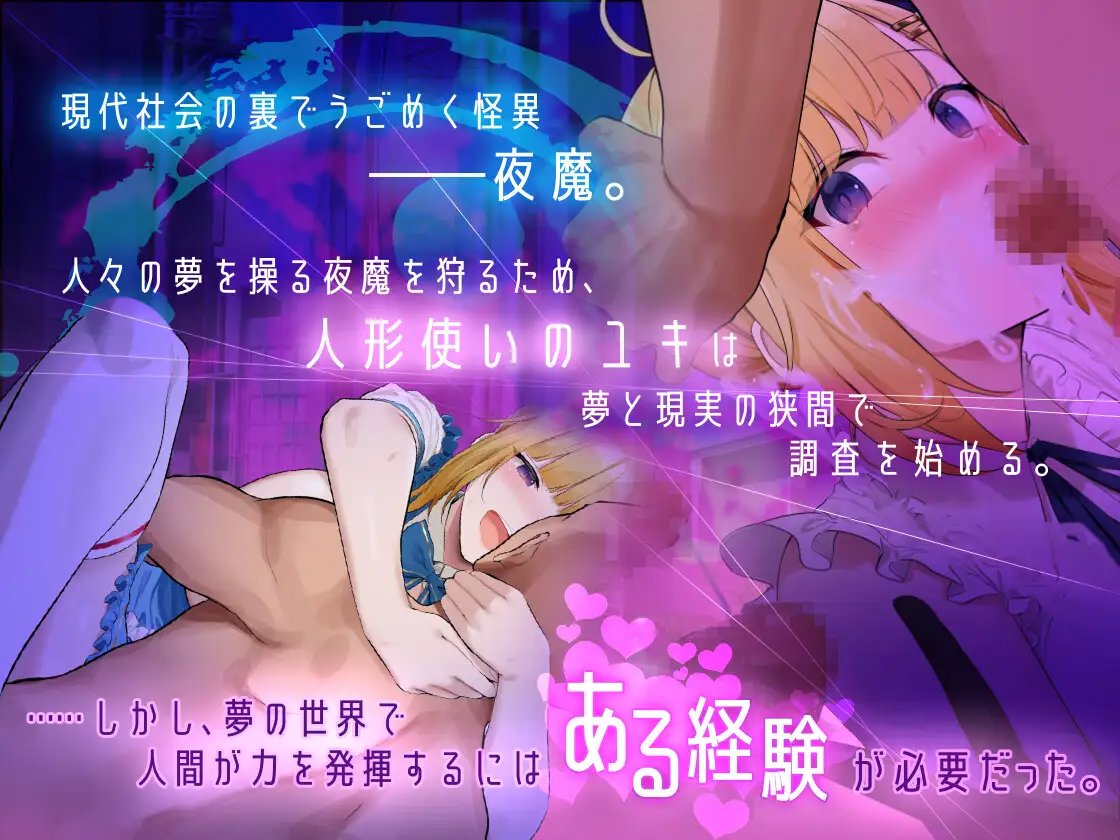 現代社会の裏でうごめく怪異
――夜魔。
人々の夢を操る夜魔を狩るため、
人形使いのユキは
夢と現実の狭間で
調査を始める。
……しかし、夢の世界で
人間が力を発揮するには
ある経験が必要だった。